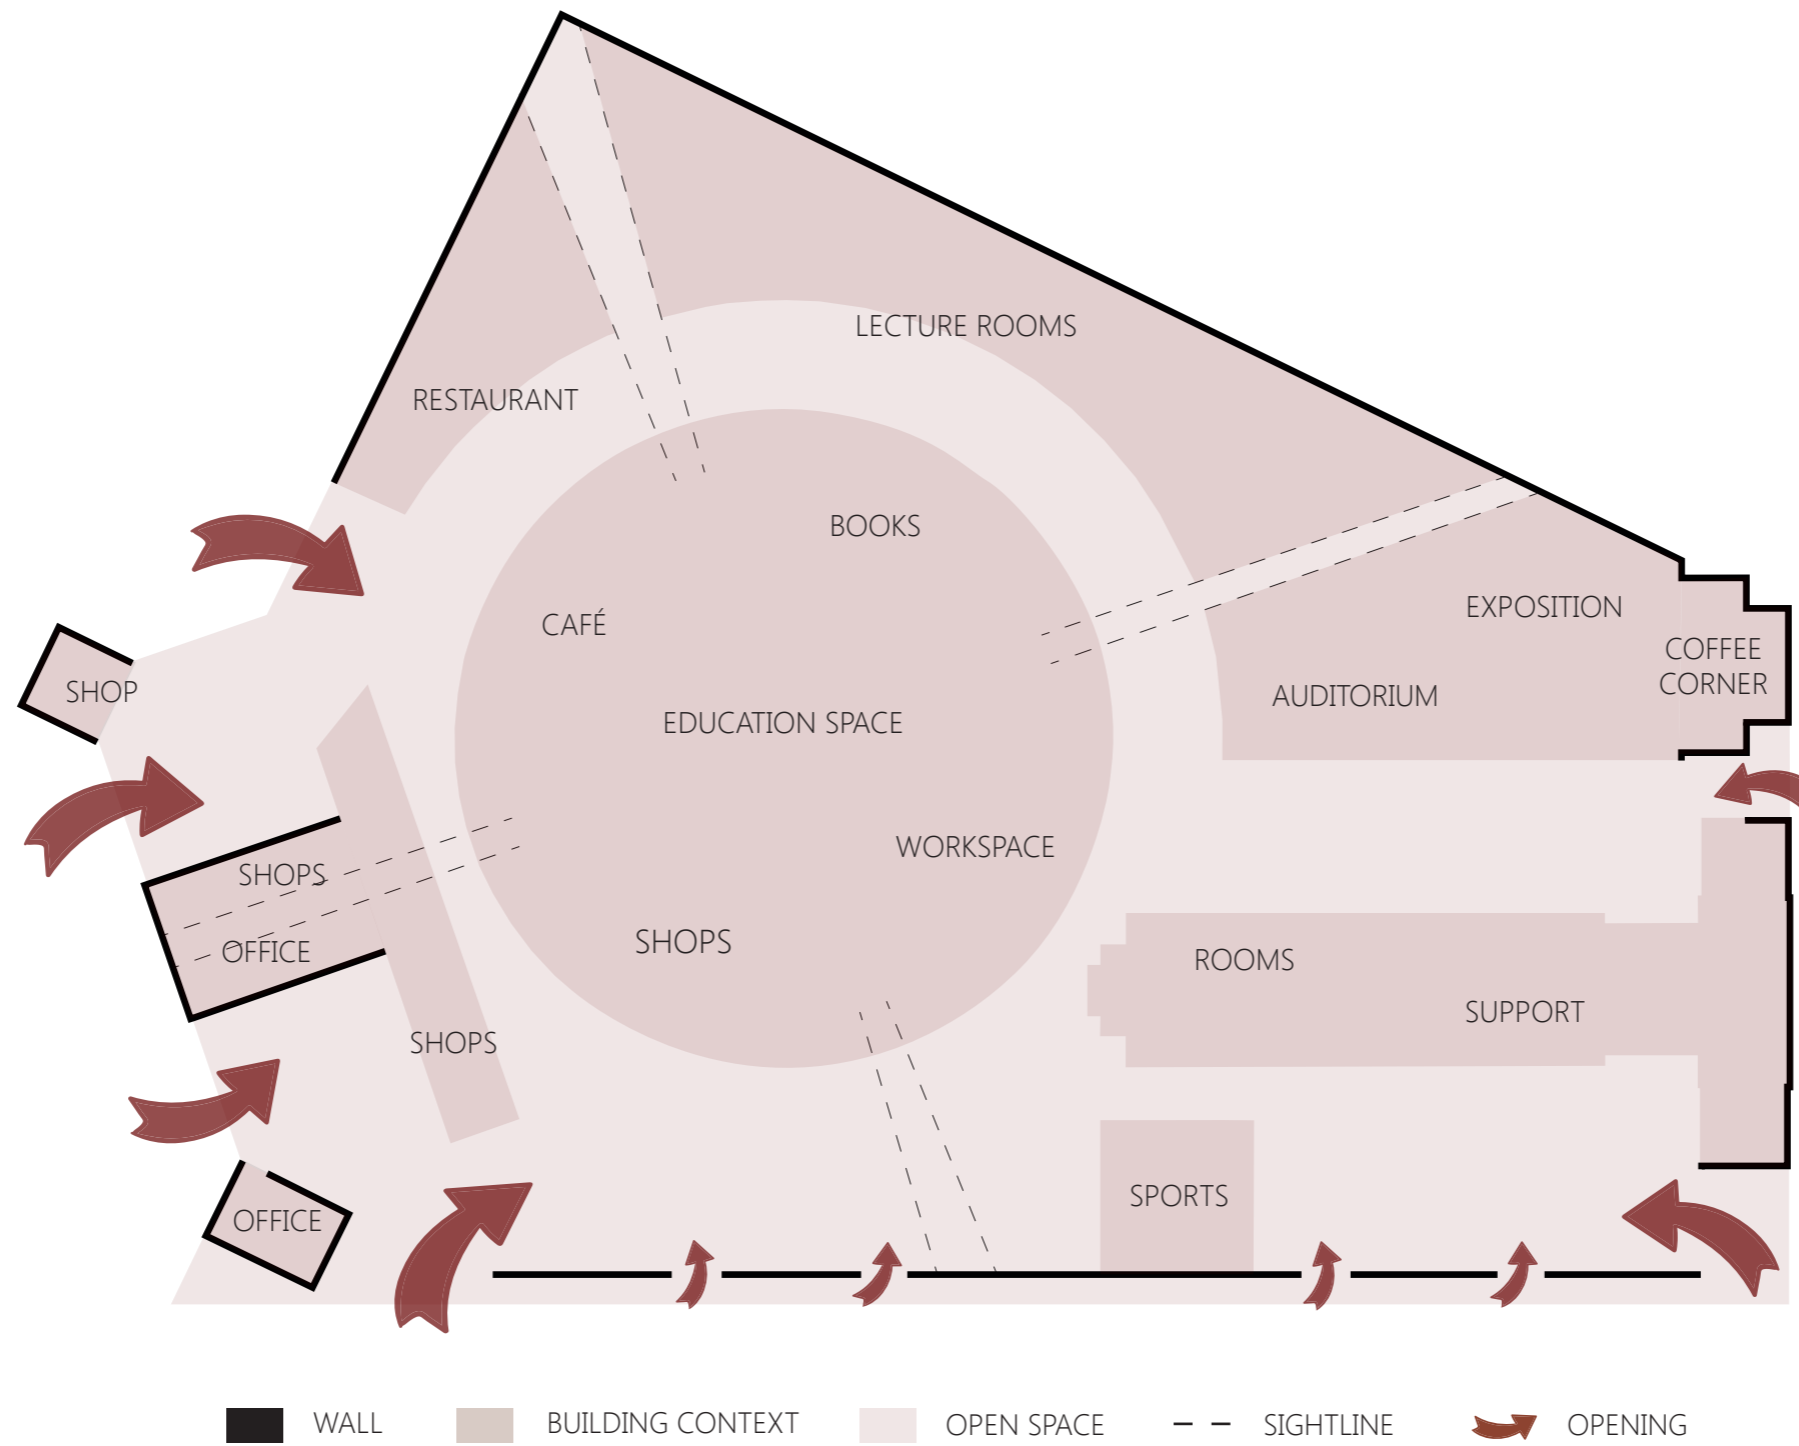 LECTURE ROOMS
RESTAURANT
BOOKS
CAFÉ
EXPOSITION
COFFEE
CORNER
SHOP
AUDITORIUM
EDUCATION SPACE
WORKSPACE
SHOPS
SHOPS
OFFICE
ROOMS
SUPPORT
SHOPS
SPORTS
OFFICE
WALL
BUILDING CONTEXT
OPEN SPACE
SIGHTLINE
OPENING